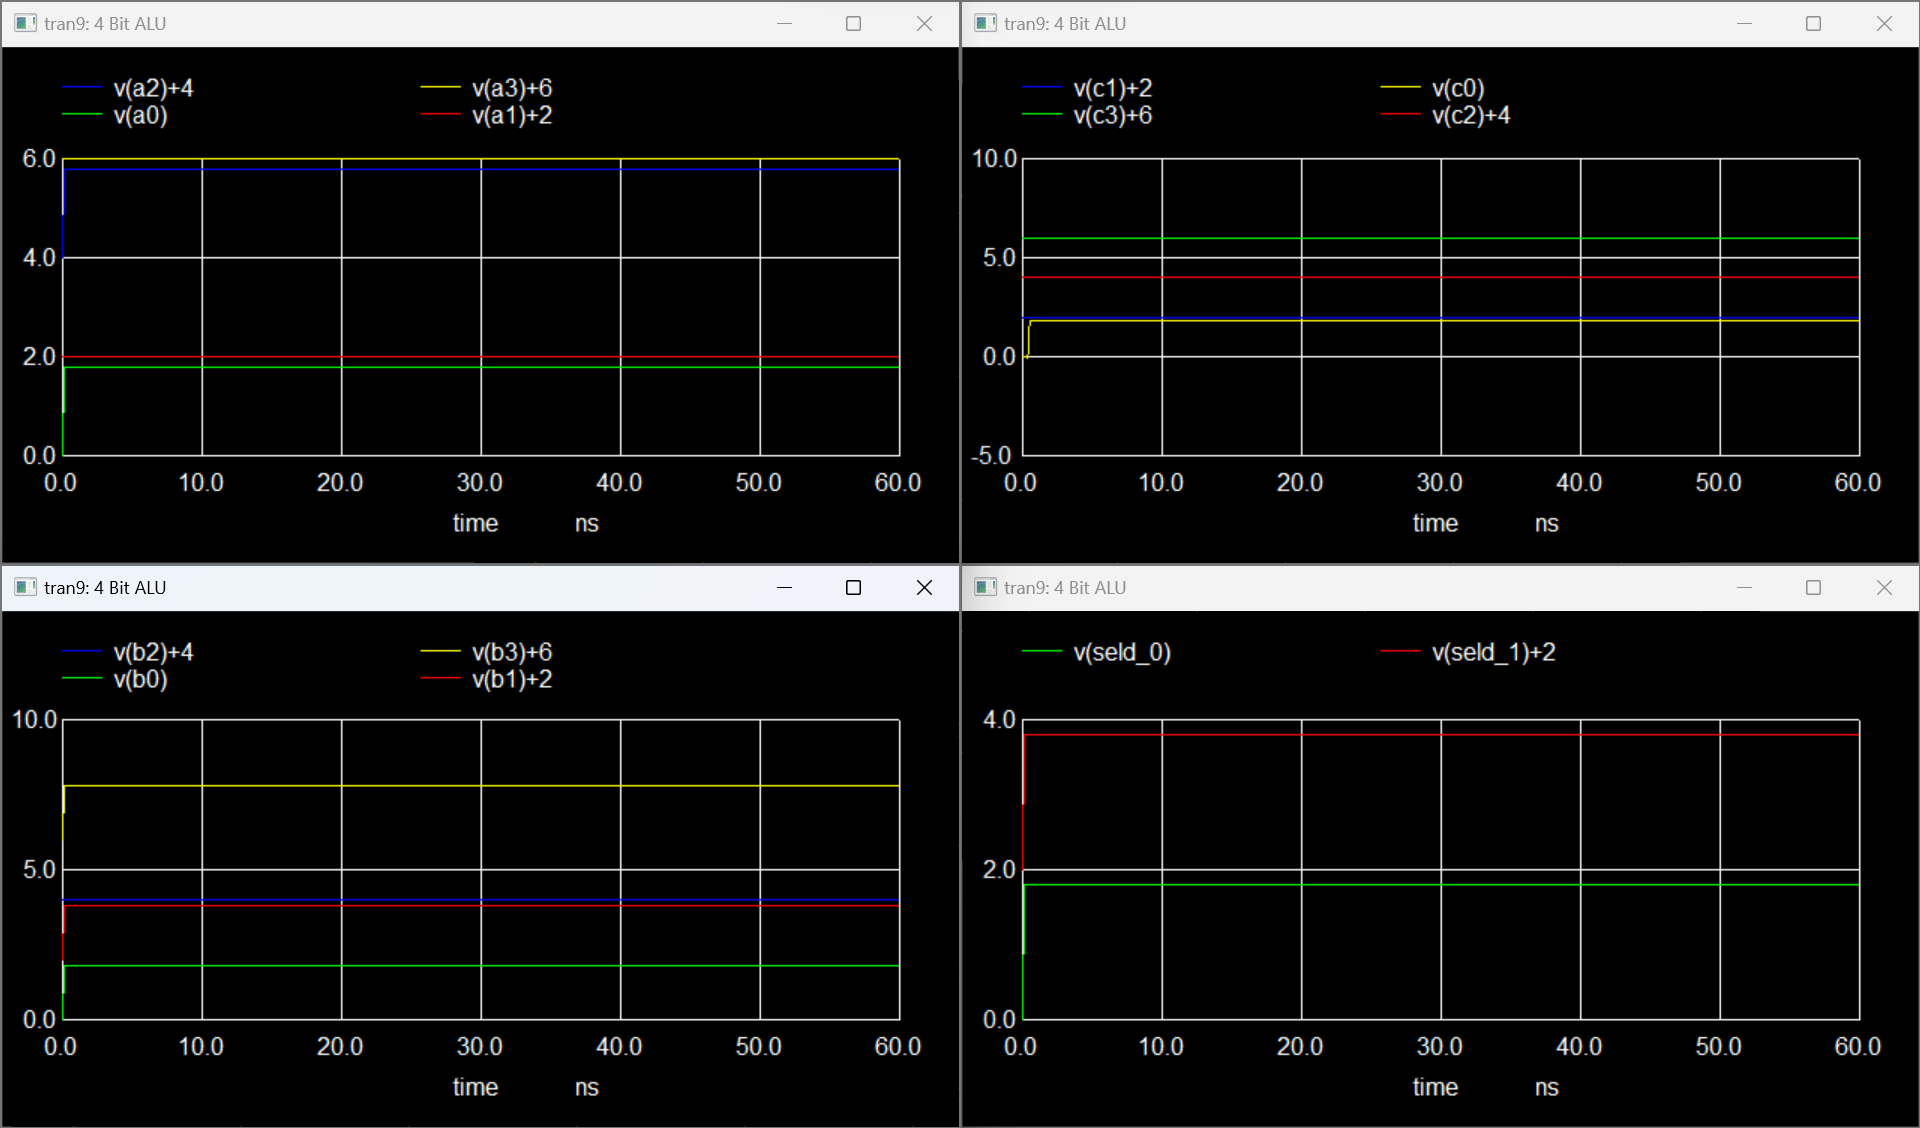 tran9: 4 Bit ALU
v(a2)+4 v(a3)+6
v(a0) v(a1)+2
6.0
4.0
2.0
0.0
0.0 10.0 20.0 30.0 40.0 50.0 60.0
time ns
tran9: 4 Bit ALU
v(c1)+2 v(c0)
v(c3)+6 v(c2)+4
10.0
5.0
0.0
-5.0
0.0 10.0 20.0 30.0 40.0 50.0 60.0
time ns
tran9: 4 Bit ALU
v(b2)+4 v(b3)+6
v(b0) v(b1)+2
10.0
5.0
0.0
0.0 10.0 20.0 30.0 40.0 50.0 60.0
time ns
tran9: 4 Bit ALU
v(seld_0) v(seld_1)+2
4.0
2.0
0.0
0.0 10.0 20.0 30.0 40.0 50.0 60.0
time ns